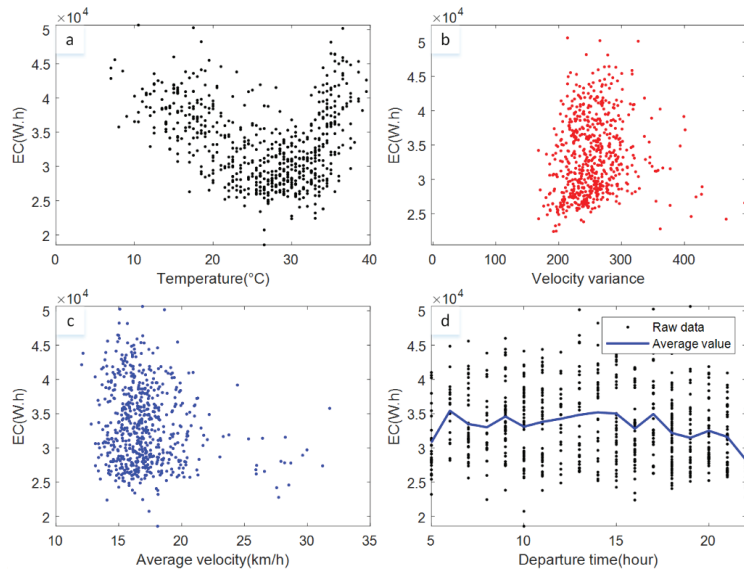 × 10⁴
a
5
4.5
4
3.5
3
2.5
2
EC(W.h)
0 10 20 30 40
Temperature(°C)
× 10⁴
b
5
4.5
4
3.5
3
2.5
2
EC(W.h)
0 100 200 300 400
Velocity variance
× 10⁴
c
5
4.5
4
3.5
3
2.5
2
EC(W.h)
10 15 20 25 30 35
Average velocity(km/h)
× 10⁴
d
Raw data
Average value
5
4.5
4
3.5
3
2.5
2
EC(W.h)
5 10 15 20
Departure time(hour)